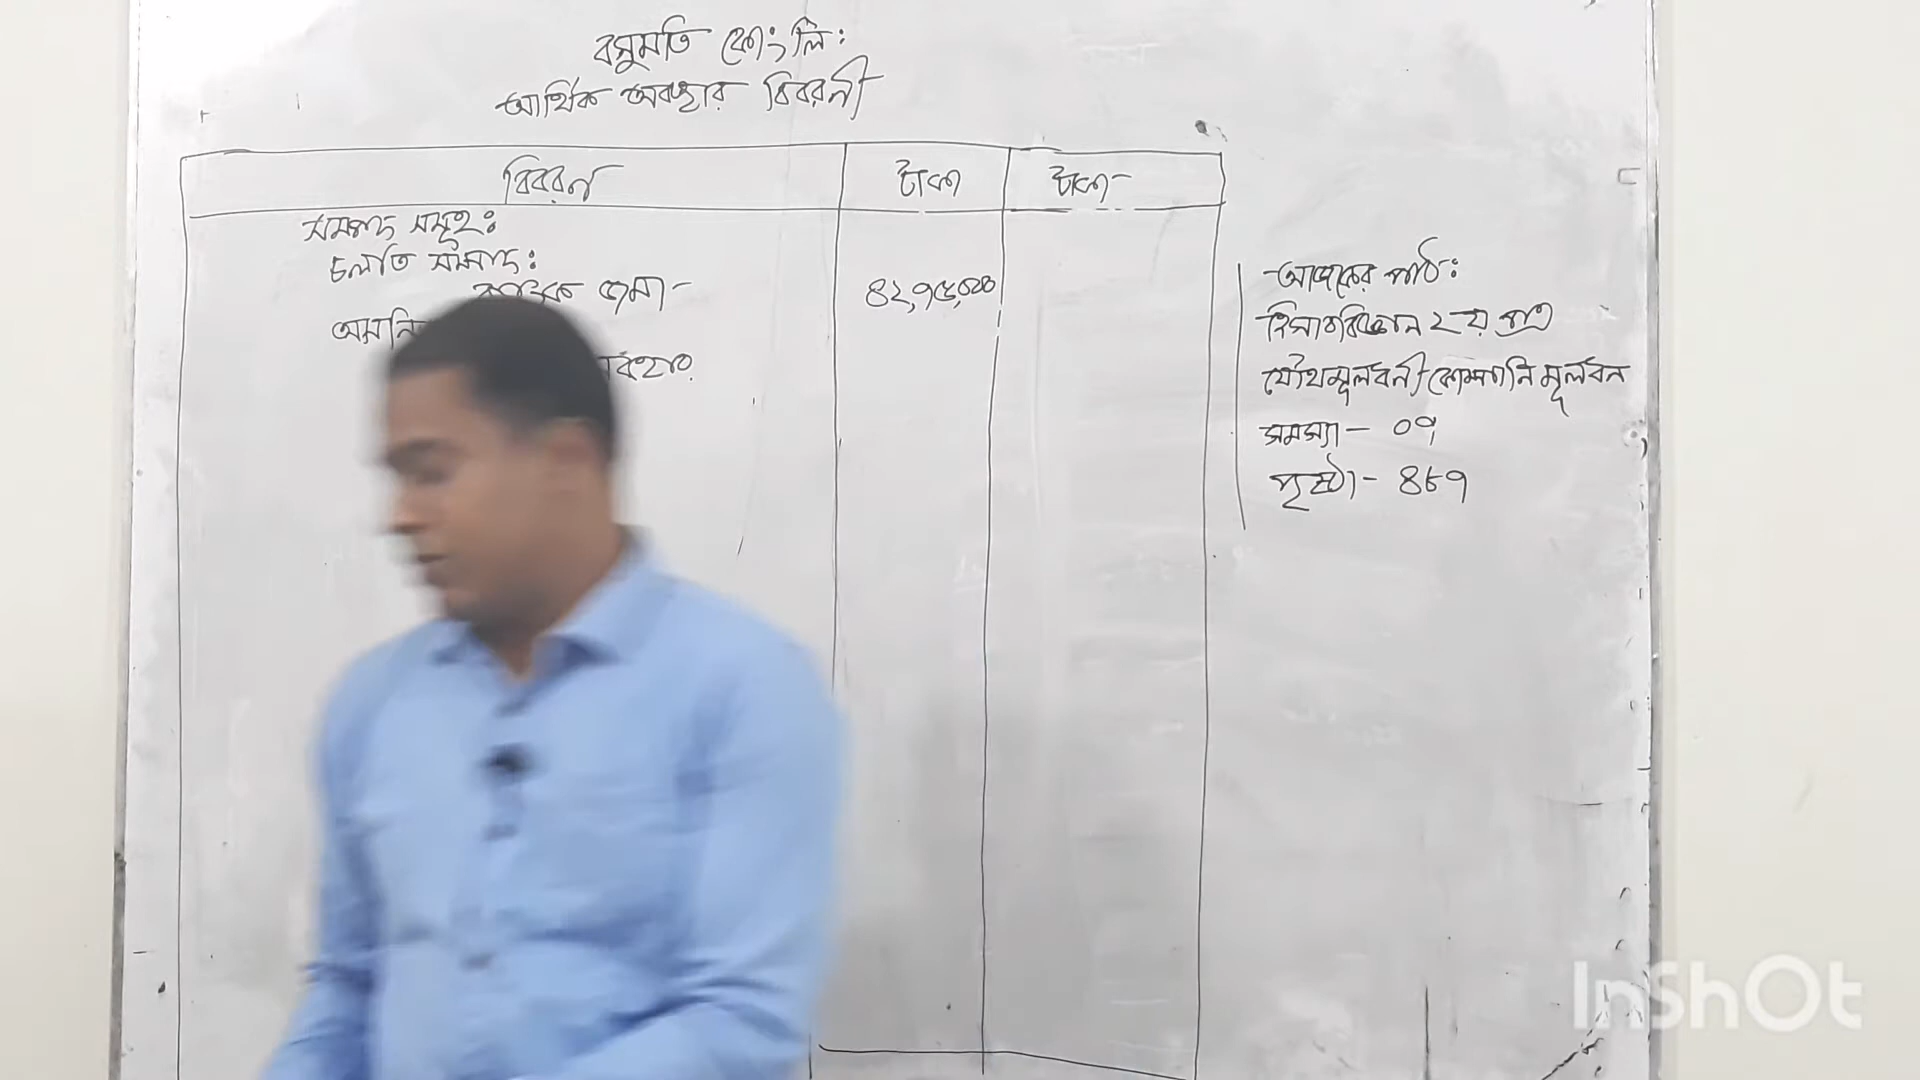 বসুমতি কোং লি:
আর্থিক অবস্থার বিবরণী
বিবরণ টাকা টাকা
সম্পদ সমূহঃ
চলতি সম্পদ:
জমা ৪২,৭৫,০০০
আজকের পাঠ:
হিসাববিজ্ঞান ২য় পত্র
যৌথমূলধনী কোম্পানি মূলধন
সমস্যা - ০৭
পৃষ্ঠা - ৪৮৭
InShOt